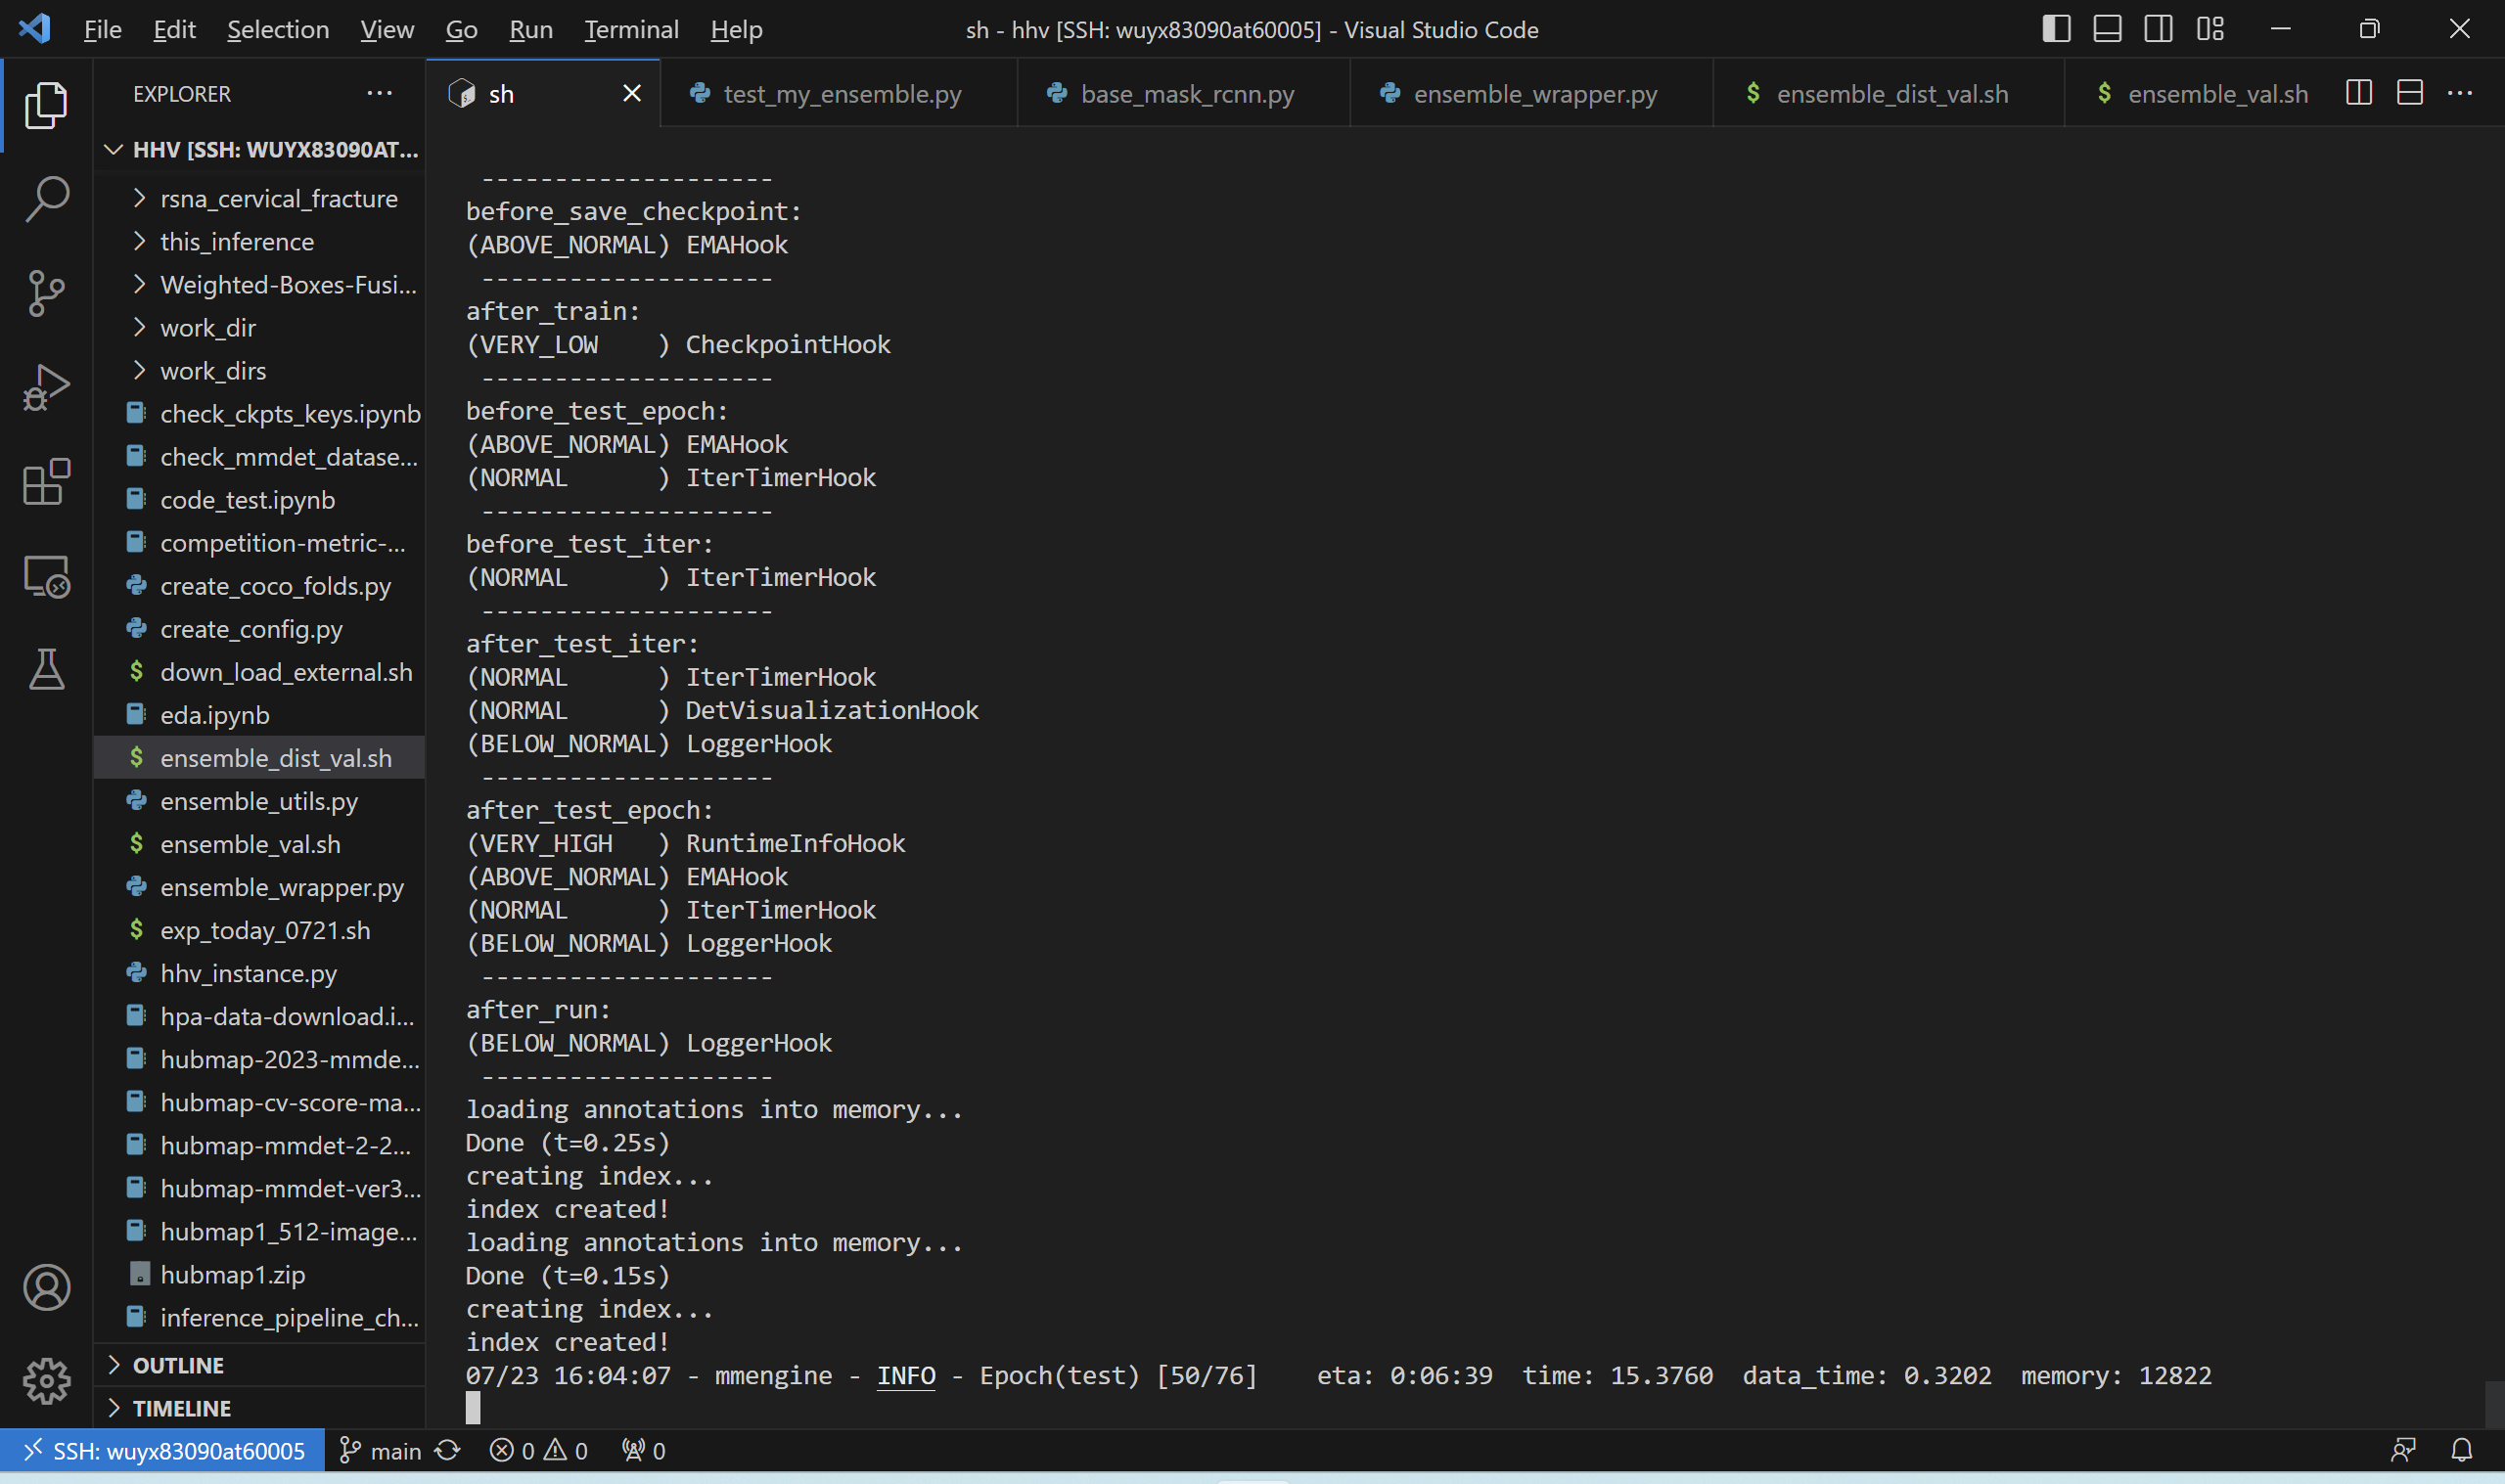 File Edit Selection View Go Run Terminal Help
sh - hhv [SSH: wuyx83090at60005] - Visual Studio Code
EXPLORER
sh
test_my_ensemble.py
base_mask_rcnn.py
ensemble_wrapper.py
$ ensemble_dist_val.sh
$ ensemble_val.sh
HHV [SSH: WUYX83090AT...
rsna_cervical_fracture
this_inference
Weighted-Boxes-Fusi...
work_dir
work_dirs
check_ckpts_keys.ipynb
check_mmdet_datase...
code_test.ipynb
competition-metric-...
create_coco_folds.py
create_config.py
$ down_load_external.sh
eda.ipynb
$ ensemble_dist_val.sh
ensemble_utils.py
$ ensemble_val.sh
ensemble_wrapper.py
$ exp_today_0721.sh
hhv_instance.py
hpa-data-download.i...
hubmap-2023-mmde...
hubmap-cv-score-ma...
hubmap-mmdet-2-2...
hubmap-mmdet-ver3...
hubmap1_512-image...
hubmap1.zip
inference_pipeline_ch...
OUTLINE
TIMELINE
--------------------
before_save_checkpoint:
(ABOVE_NORMAL) EMAHook
--------------------
after_train:
(VERY_LOW    ) CheckpointHook
--------------------
before_test_epoch:
(ABOVE_NORMAL) EMAHook
(NORMAL      ) IterTimerHook
--------------------
before_test_iter:
(NORMAL      ) IterTimerHook
--------------------
after_test_iter:
(NORMAL      ) IterTimerHook
(NORMAL      ) DetVisualizationHook
(BELOW_NORMAL) LoggerHook
--------------------
after_test_epoch:
(VERY_HIGH   ) RuntimeInfoHook
(ABOVE_NORMAL) EMAHook
(NORMAL      ) IterTimerHook
(BELOW_NORMAL) LoggerHook
--------------------
after_run:
(BELOW_NORMAL) LoggerHook
--------------------
loading annotations into memory...
Done (t=0.25s)
creating index...
index created!
loading annotations into memory...
Done (t=0.15s)
creating index...
index created!
07/23 16:04:07 - mmengine - INFO - Epoch(test) [50/76]    eta: 0:06:39  time: 15.3760  data_time: 0.3202  memory: 12822
SSH: wuyx83090at60005 main 0 0 0